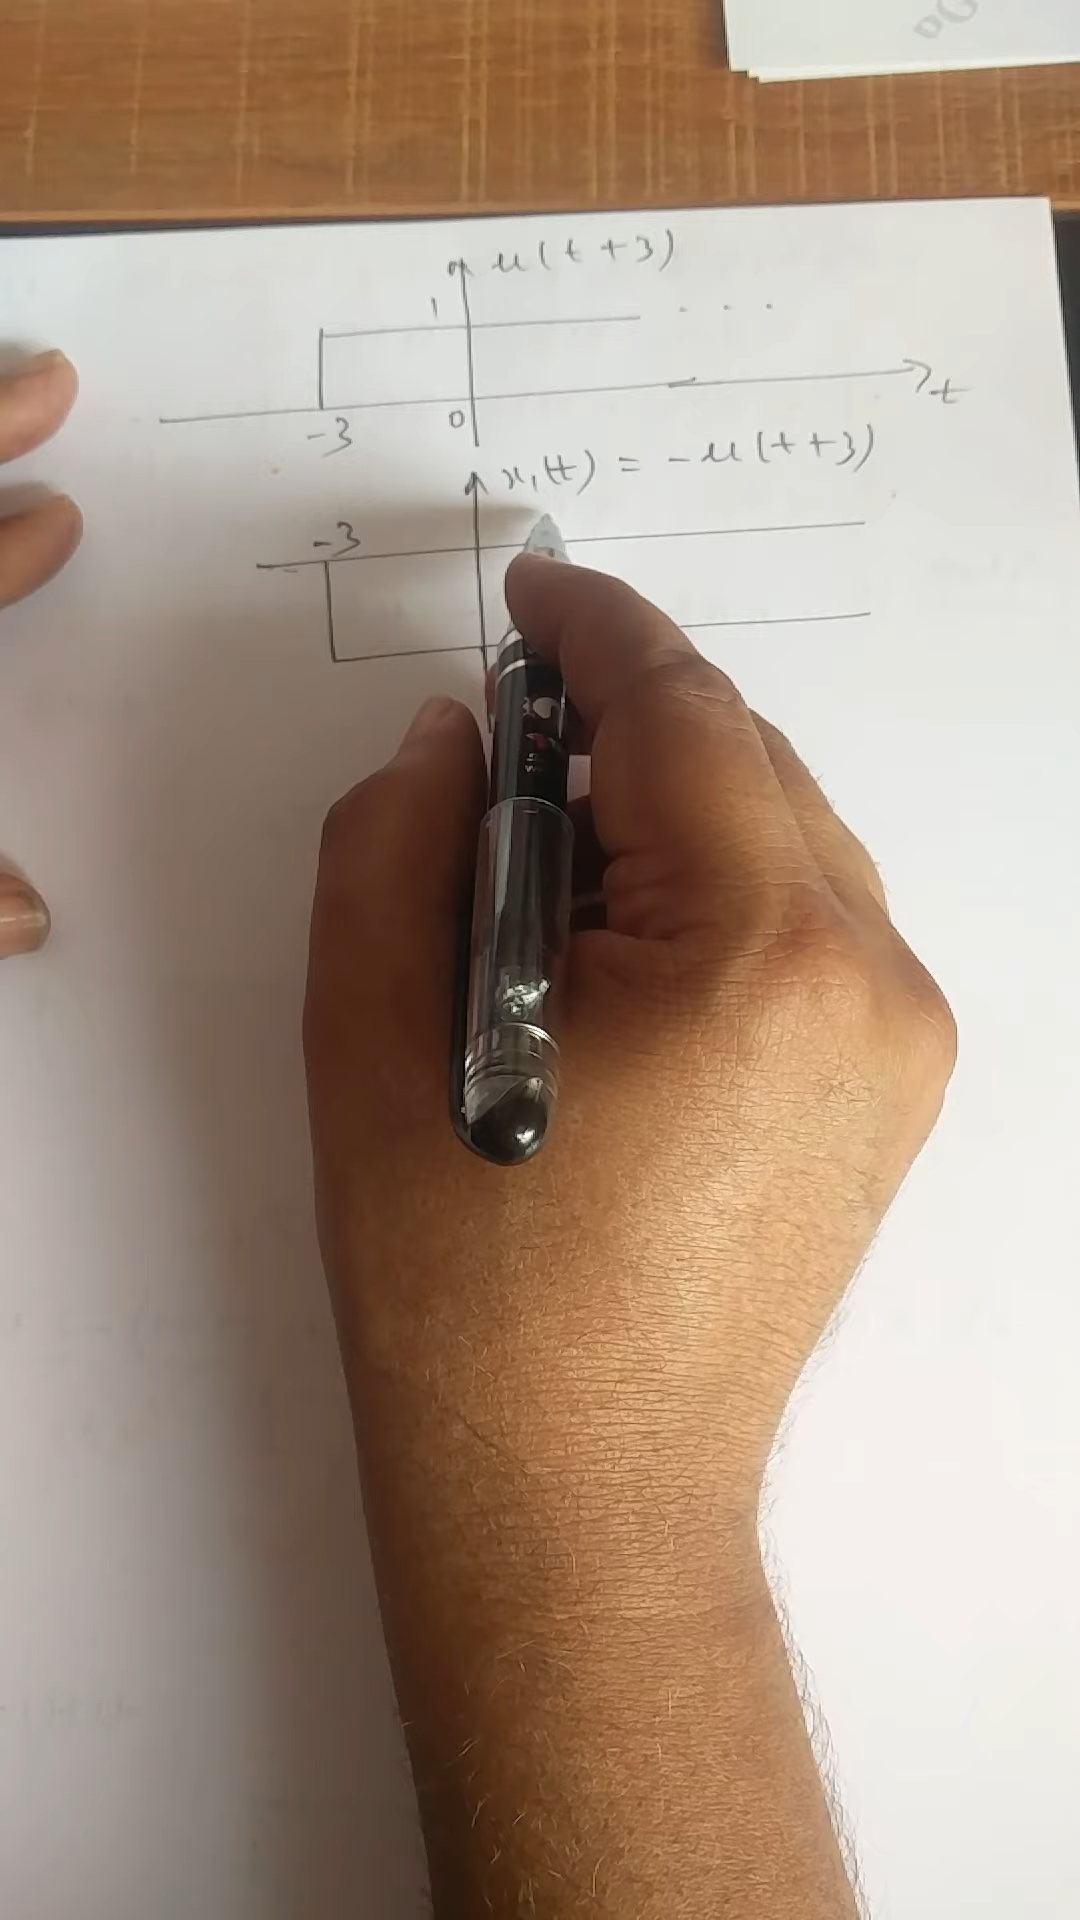 u(t+3)
1 . . .
-3 0 t
x₁(t) = -u(t+3)
-3